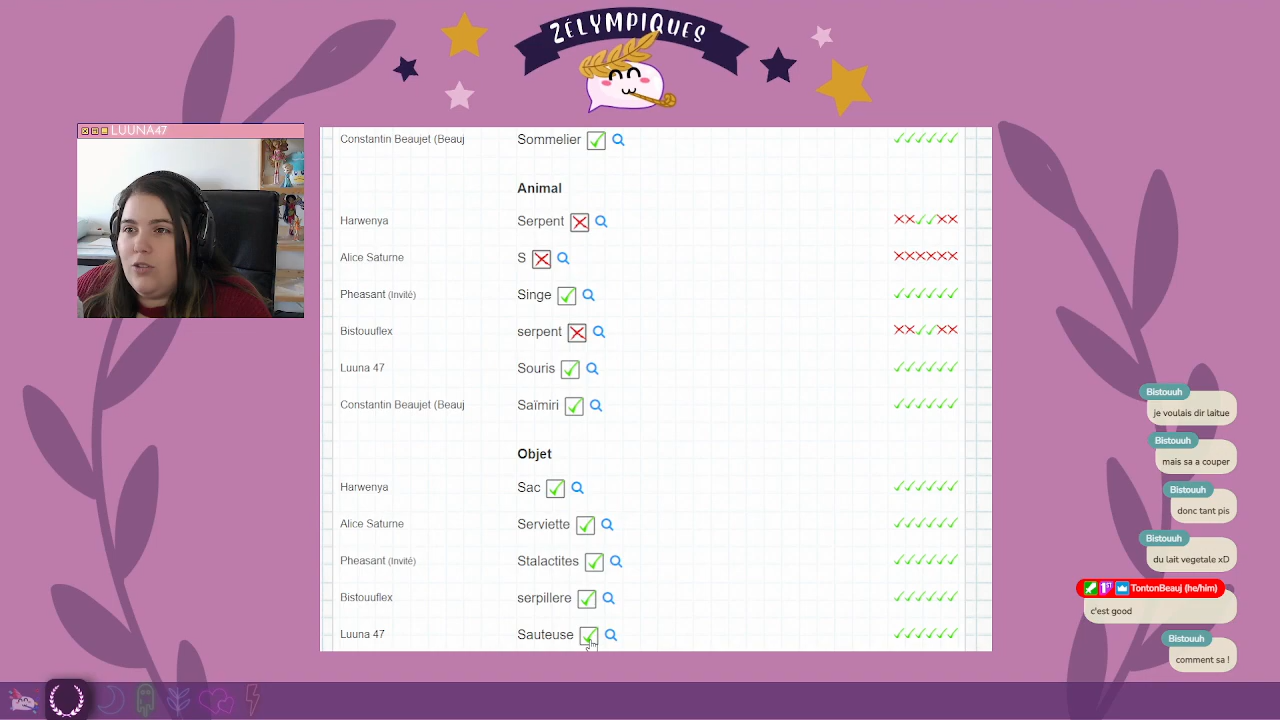 ZÉLYMPIQUES
LUUNA47
Constantin Beaujet (Beauj Sommelier
Animal
Harwenya Serpent
Alice Saturne S
Pheasant (Invité) Singe
Bistouuflex serpent
Luuna 47 Souris
Constantin Beaujet (Beauj Saïmiri
Objet
Harwenya Sac
Alice Saturne Serviette
Pheasant (Invité) Stalactites
Bistouuflex serpillere
Luuna 47 Sauteuse
Bistouuh
je voulais dir laitue
Bistouuh
mais sa a couper
Bistouuh
donc tant pis
Bistouuh
du lait vegetale xD
1ST TontonBeauj (he/him)
c'est good
Bistouuh
comment sa !